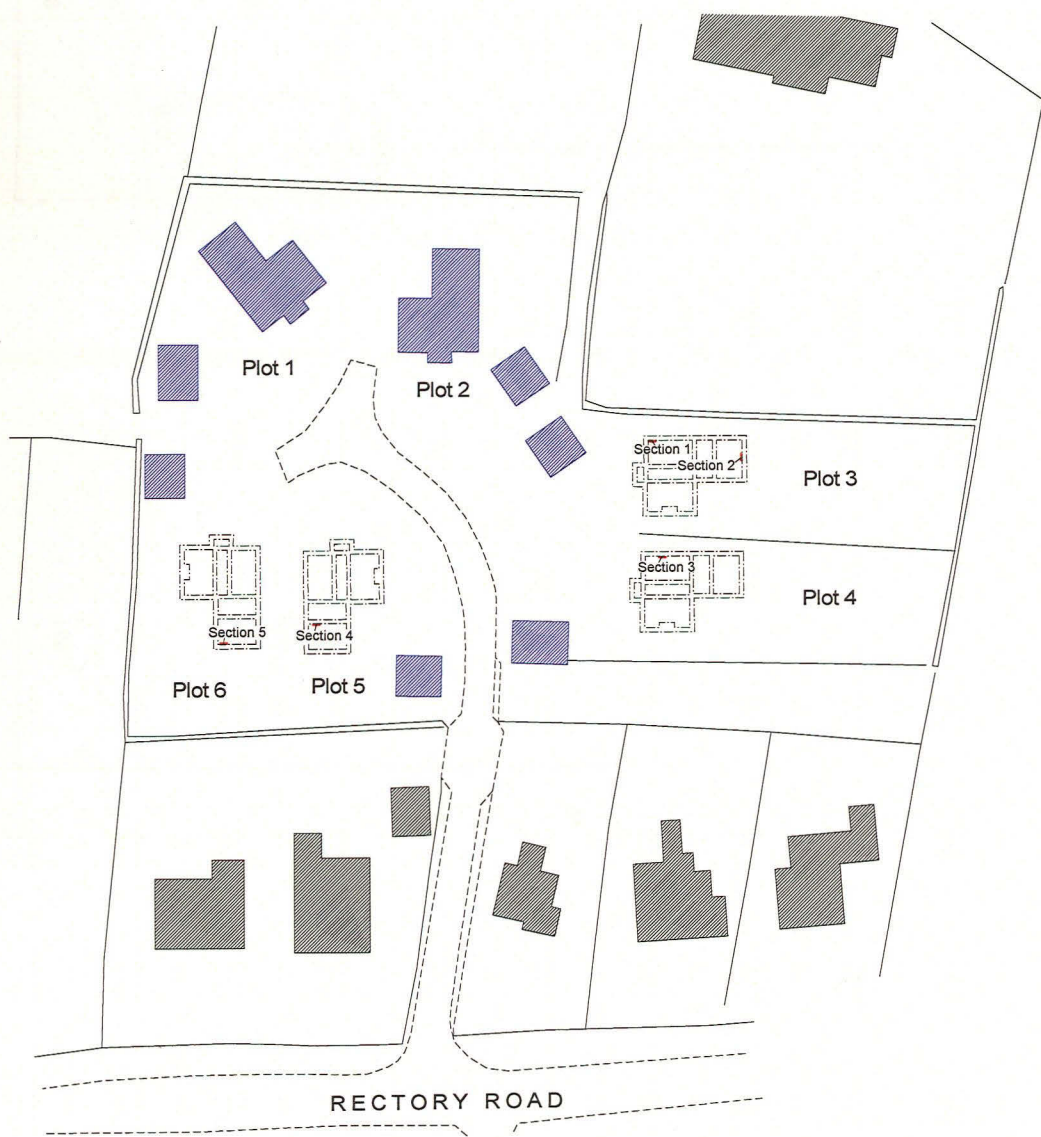 Plot 1
Plot 2
Section 1
Section 2
Plot 3
Section 3
Plot 4
Section 5
Section 4
Plot 6
Plot 5
RECTORY ROAD